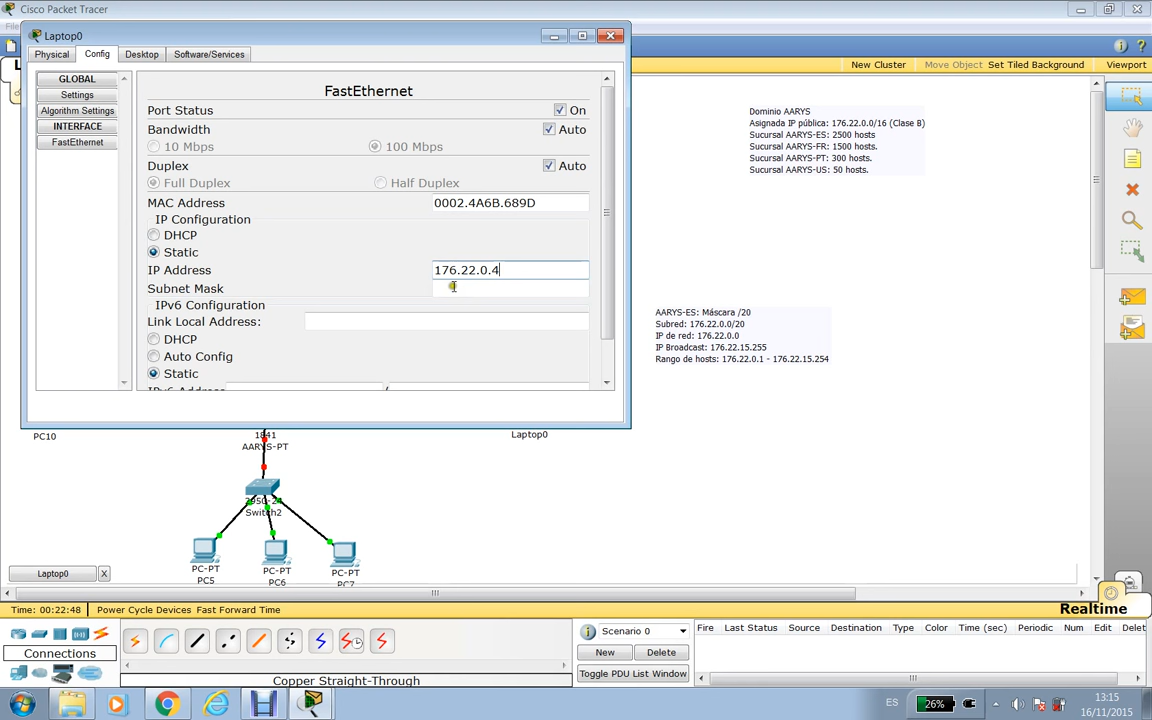 Cisco Packet Tracer
Laptop0
Physical
Config
Desktop
Software/Services
GLOBAL
Settings
Algorithm Settings
INTERFACE
FastEthernet
FastEthernet
Port Status
On
Bandwidth
Auto
10 Mbps
100 Mbps
Duplex
Auto
Full Duplex
Half Duplex
MAC Address
0002.4A6B.689D
IP Configuration
DHCP
Static
IP Address
176.22.0.4
Subnet Mask
IPv6 Configuration
Link Local Address:
DHCP
Auto Config
Static
New Cluster
Move Object
Set Tiled Background
Viewport
Dominio AARYS
Asignada IP pública: 176.22.0.0/16 (Clase B)
Sucursal AARYS-ES: 2500 hosts
Sucursal AARYS-FR: 1500 hosts.
Sucursal AARYS-PT: 300 hosts.
Sucursal AARYS-US: 50 hosts.
AARYS-ES: Máscara /20
Subred: 176.22.0.0/20
IP de red: 176.22.0.0
IP Broadcast: 176.22.15.255
Rango de hosts: 176.22.0.1 - 176.22.15.254
PC10
1841
AARYS-PT
Laptop0
2950-24
Switch2
PC-PT
PC5
PC-PT
PC6
PC-PT
PC7
Laptop0
X
Time: 00:22:48
Power Cycle Devices
Fast Forward Time
Realtime
Connections
Copper Straight-Through
Scenario 0
New
Delete
Toggle PDU List Window
Fire
Last Status
Source
Destination
Type
Color
Time (sec)
Periodic
Num
Edit
Delet
ES
26%
13:15
16/11/2015